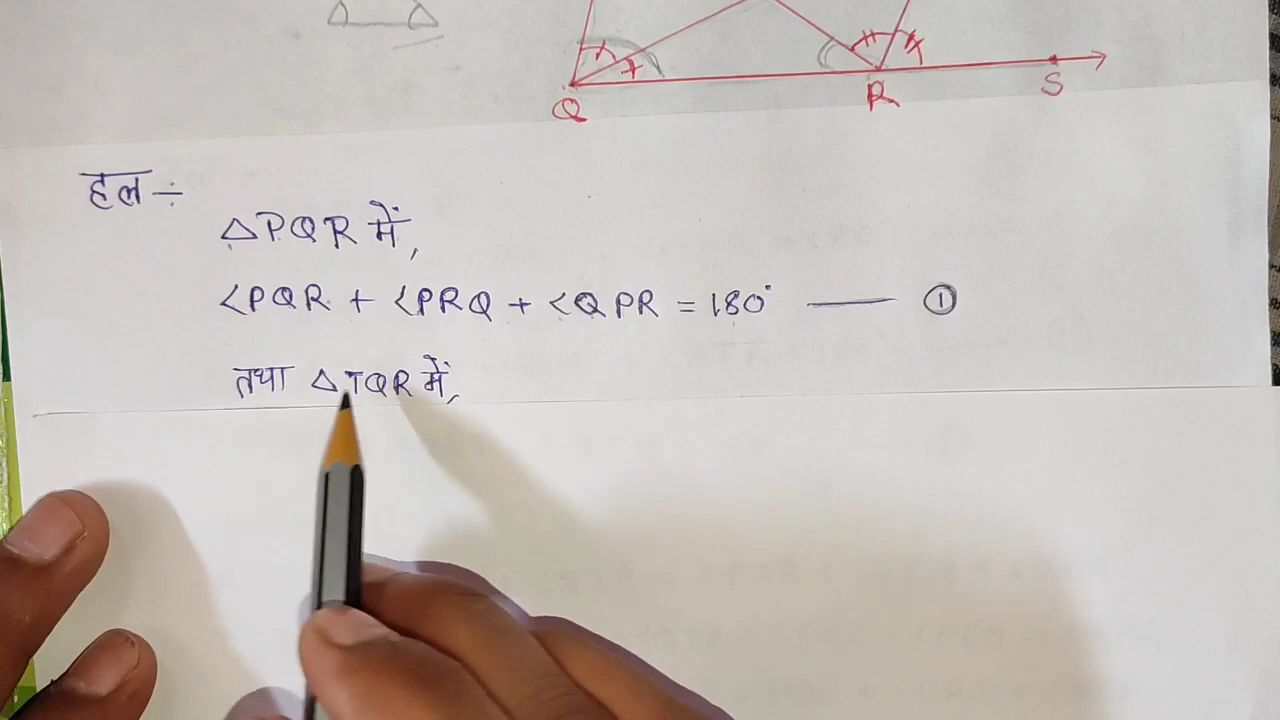 Q R S
हल ÷
△PQR में,
<PQR + <PRQ + <QPR = 180° —— ①
तथा △TQR में,